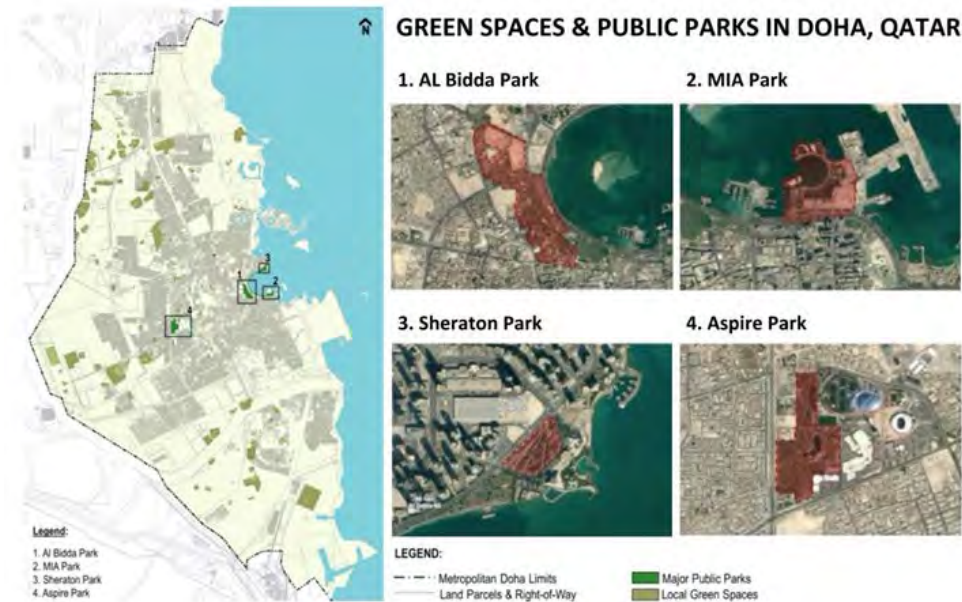 N
GREEN SPACES & PUBLIC PARKS IN DOHA, QATAR
1. AL Bidda Park
2. MIA Park
3. Sheraton Park
4. Aspire Park
3
1
2
4
Legend:
1. Al Bidda Park
2. MIA Park
3. Sheraton Park
4. Aspire Park
LEGEND:
Metropolitan Doha Limits
Land Parcels & Right-of-Way
Major Public Parks
Local Green Spaces